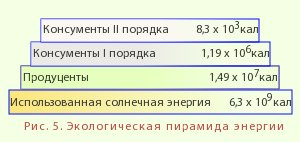 Консументы II порядка 8,3 x 10³кал
Консументы I порядка 1,19 x 10⁶кал
Продуценты 1,49 x 10⁷кал
Использованная солнечная энергия 6,3 x 10⁹кал
Рис. 5. Экологическая пирамида энергии